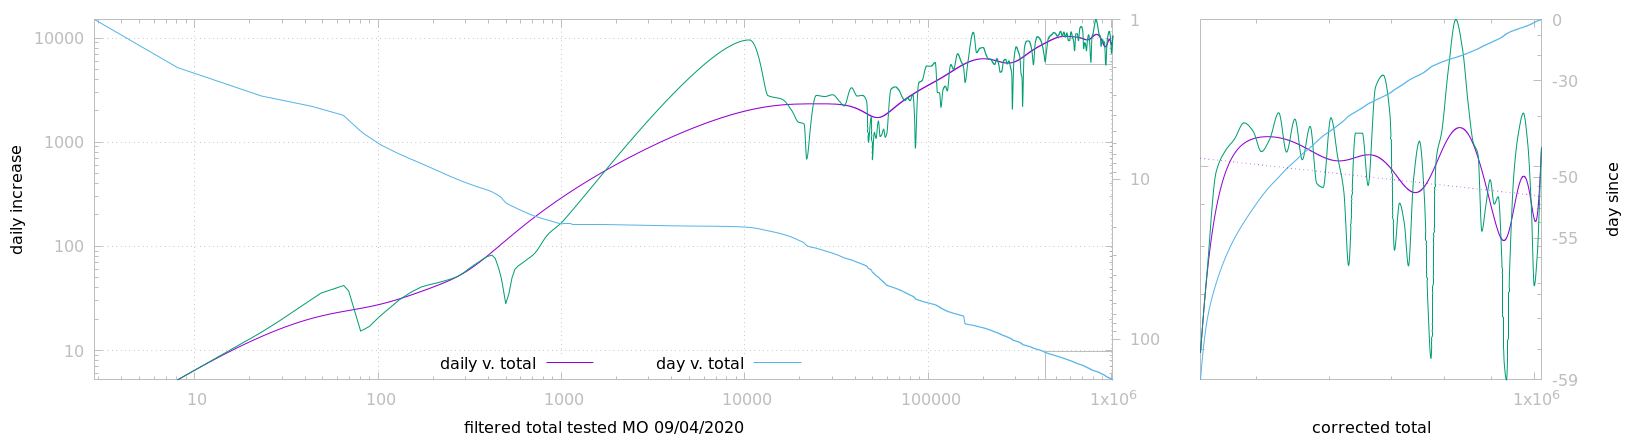 10000
1000
100
10
daily increase
10
100
1000
10000
100000
1x10^6
1
10
100
daily v. total
day v. total
filtered total tested MO 09/04/2020
0
-30
-50
-55
-59
day since
1x10^6
corrected total